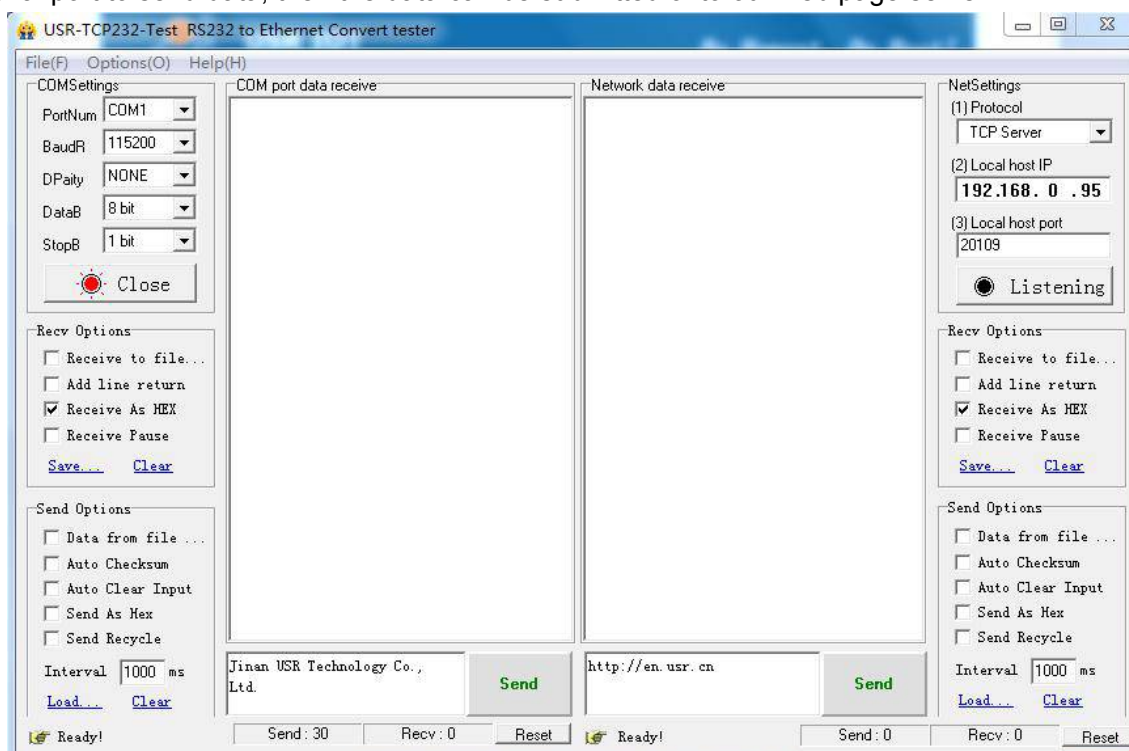 USR-TCP232-Test RS232 to Ethernet Convert tester
File(F) Options(O) Help(H)
COMSettings
PortNum COM1
BaudR 115200
DPaity NONE
DataB 8 bit
StopB 1 bit
Close
Recv Options
Receive to file...
Add line return
Receive As HEX
Receive Pause
Save... Clear
Send Options
Data from file ...
Auto Checksum
Auto Clear Input
Send As Hex
Send Recycle
Interval 1000 ms
Load... Clear
COM port data receive
Jinan USR Technology Co.,
Ltd.
Send
Network data receive
http://en.usr.cn
Send
NetSettings
(1) Protocol
TCP Server
(2) Local host IP
192.168. 0 .95
(3) Local host port
20109
Listening
Recv Options
Receive to file...
Add line return
Receive As HEX
Receive Pause
Save... Clear
Send Options
Data from file ...
Auto Checksum
Auto Clear Input
Send As Hex
Send Recycle
Interval 1000 ms
Load... Clear
Ready! Send : 30 Recv : 0 Reset
Ready! Send : 0 Recv : 0 Reset